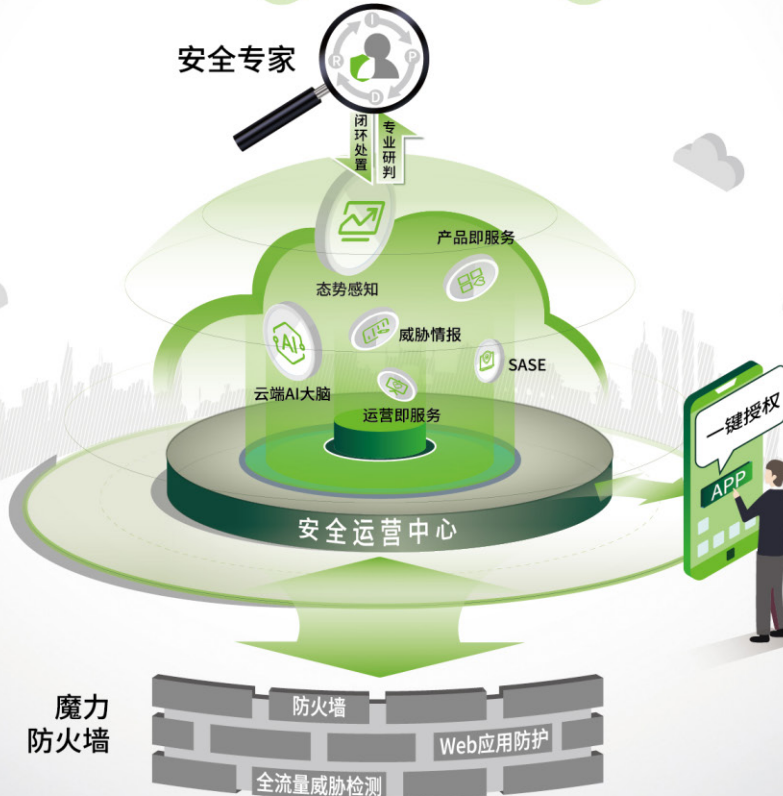 安全专家
I
R
P
D
闭环处置
专业研判
态势感知
产品即服务
威胁情报
云端AI大脑
SASE
运营即服务
一键授权
APP
安全运营中心
魔力
防火墙
防火墙
Web应用防护
全流量威胁检测